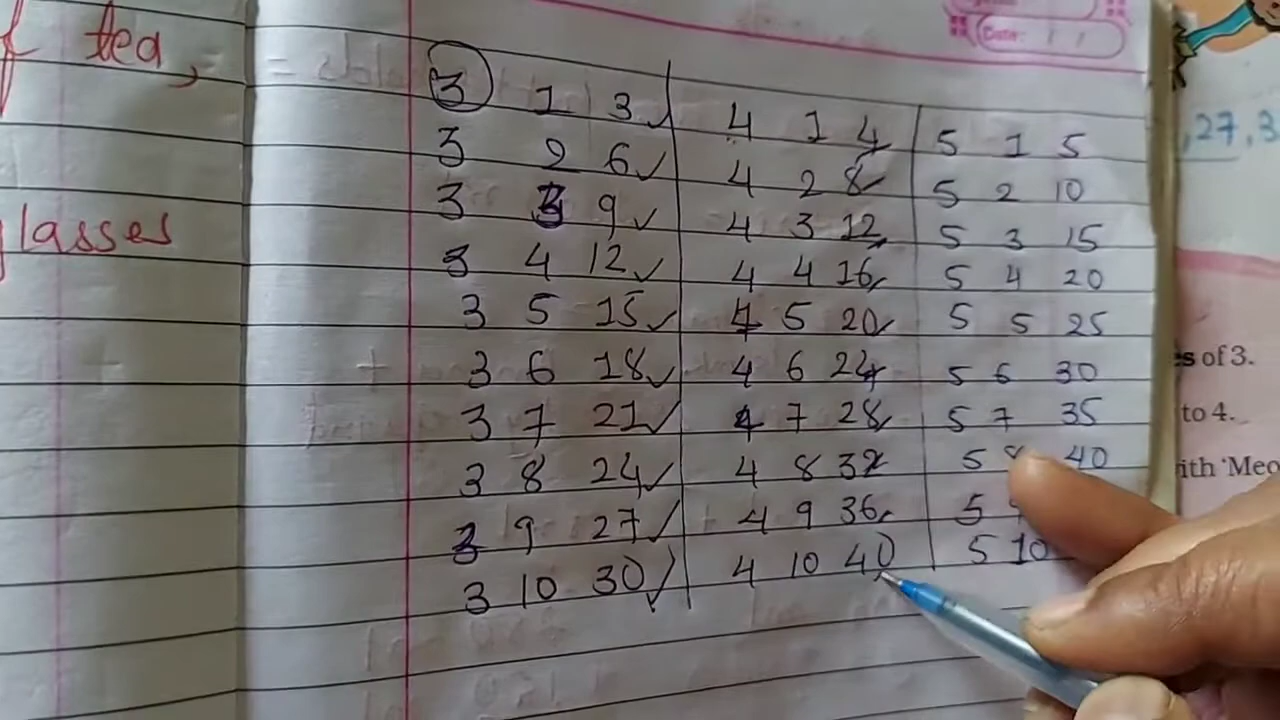 f tea,
lasses
Date:
3 1 3 4 1 4 5 1 5
3 2 6 4 2 8 5 2 10
3 3 9 4 3 12 5 3 15
3 4 12 4 4 16 5 4 20
3 5 15 4 5 20 5 5 25
3 6 18 4 6 24 5 6 30
3 7 21 4 7 28 5 7 35
3 8 24 4 8 32 5 8 40
3 9 27 4 9 36 5
3 10 30 4 10 40 5 10
,27,3
s of 3.
to 4.
ith 'Meo